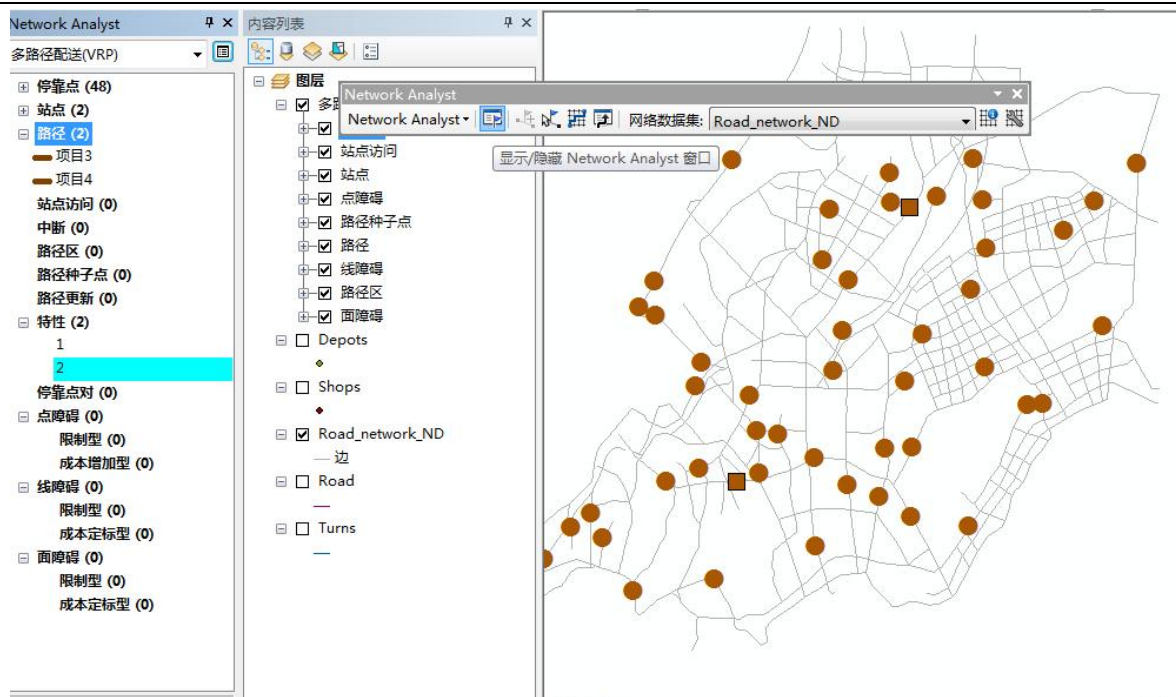 Network Analyst
多路径配送(VRP)
停靠点 (48)
站点 (2)
路径 (2)
项目3
项目4
站点访问 (0)
中断 (0)
路径区 (0)
路径种子点 (0)
路径更新 (0)
特性 (2)
1
2
停靠点对 (0)
点障碍 (0)
限制型 (0)
成本增加型 (0)
线障碍 (0)
限制型 (0)
成本定标型 (0)
面障碍 (0)
限制型 (0)
成本定标型 (0)
内容列表
图层
多
站点访问
站点
点障碍
路径种子点
路径
线障碍
路径区
面障碍
Depots
Shops
Road_network_ND
边
Road
Turns
Network Analyst
Network Analyst
网络数据集:
Road_network_ND
显示/隐藏 Network Analyst 窗口